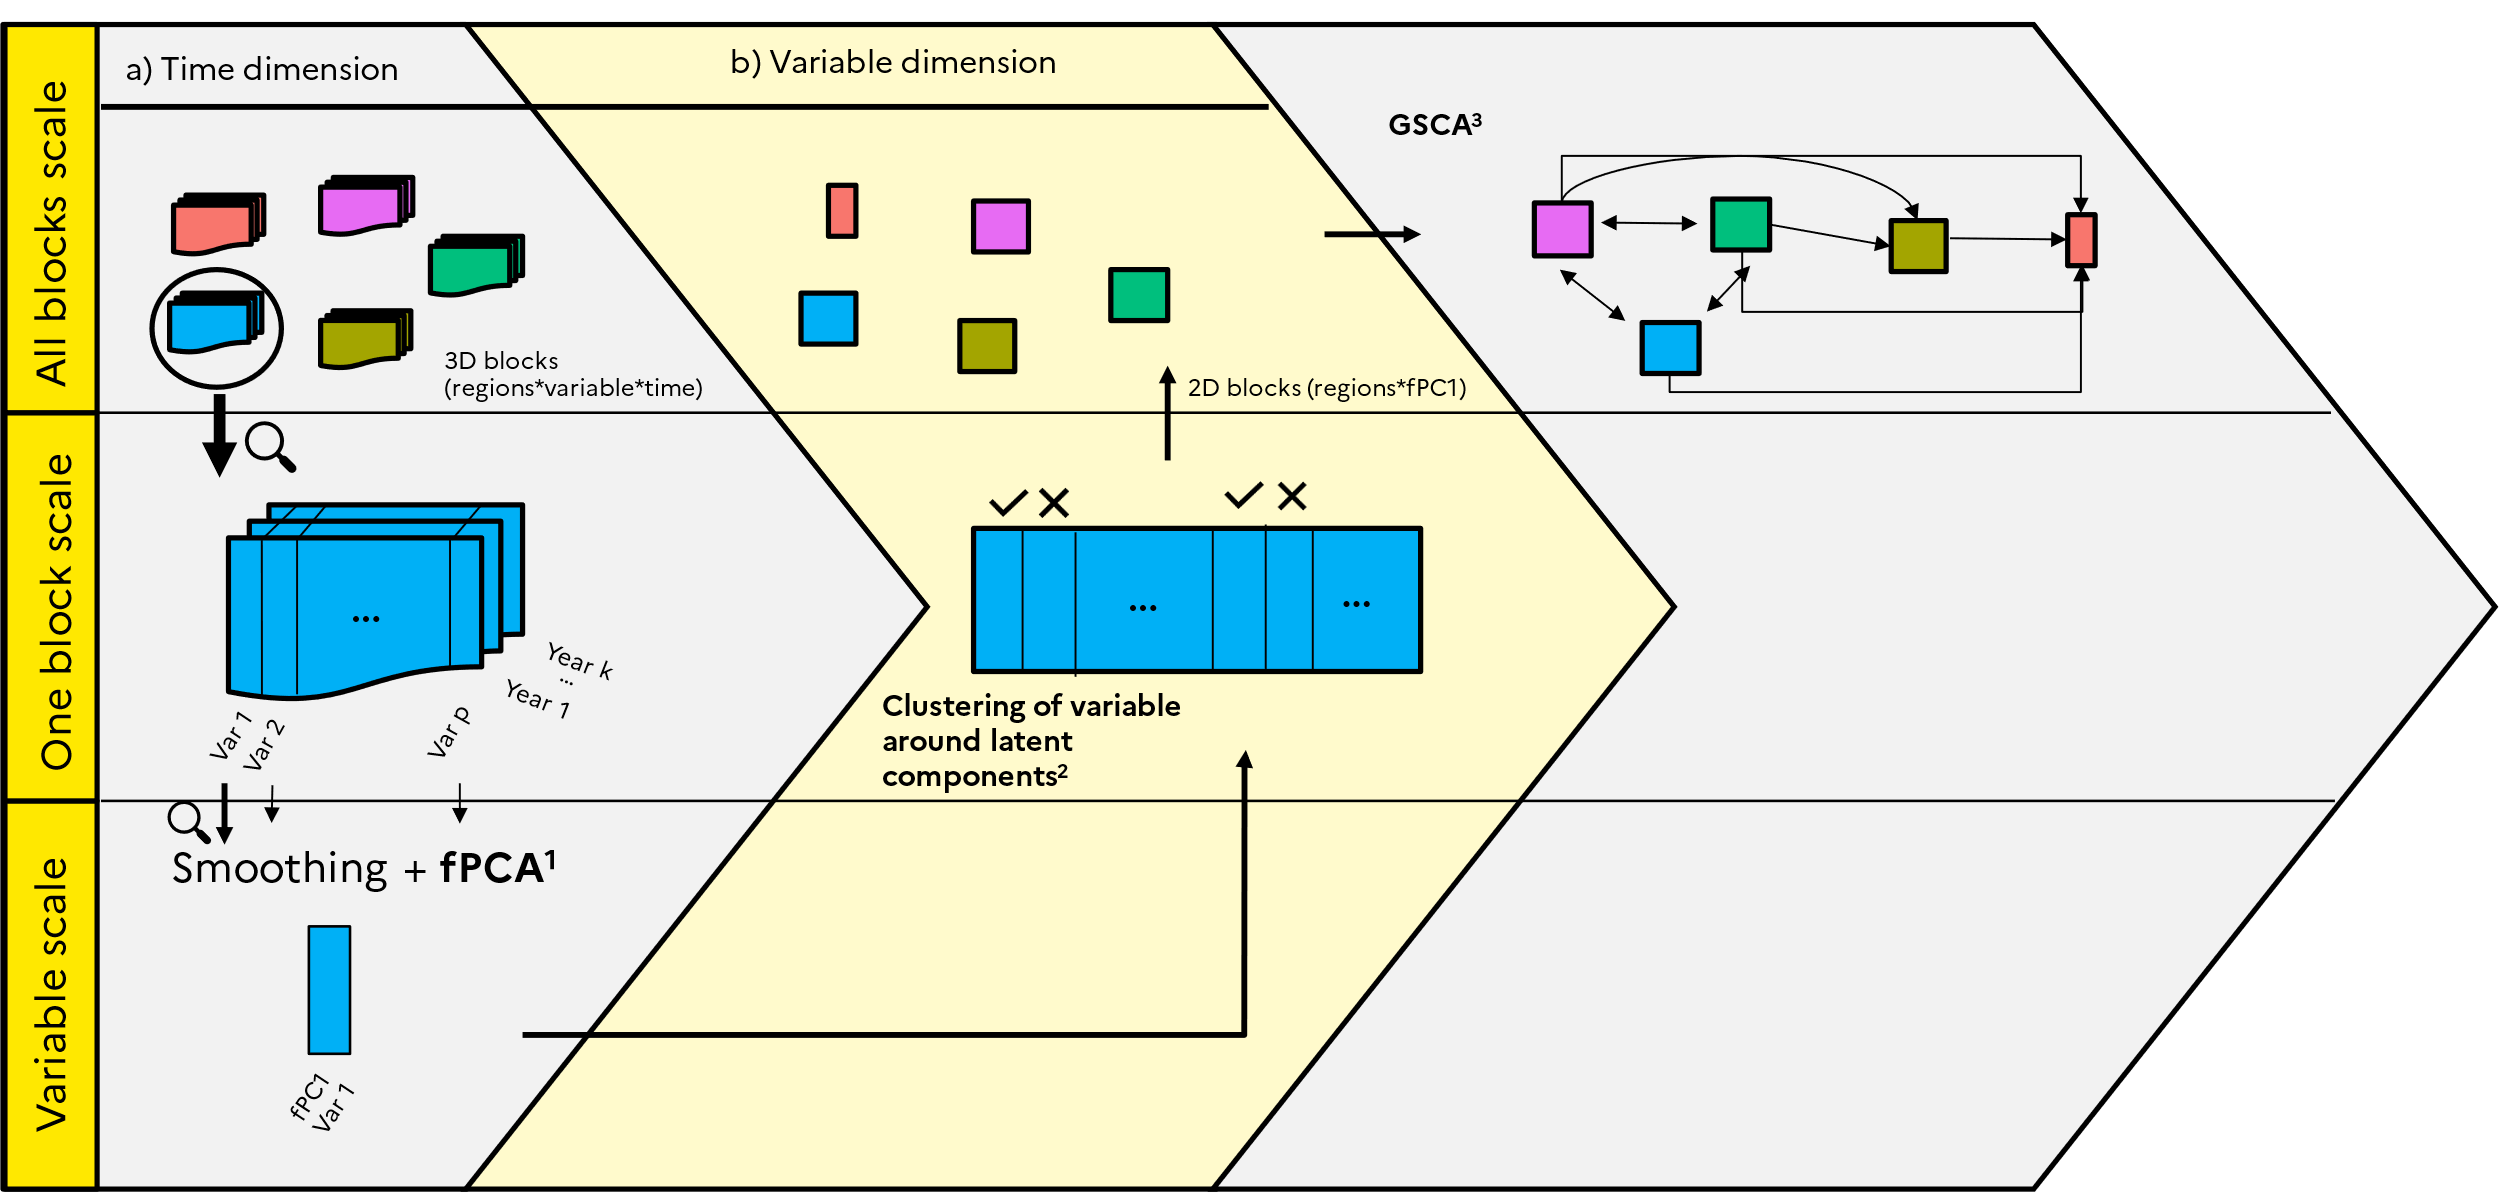 a) Time dimension
b) Variable dimension
GSCA³
All blocks scale
3D blocks
(regions*variable*time)
2D blocks (regions*fPC1)
One block scale
...
...
...
Year k
...
Year 1
Var 1
Var 2
Var p
Clustering of variable
around latent
components²
Variable scale
Smoothing + fPCA¹
fPC1
Var 1